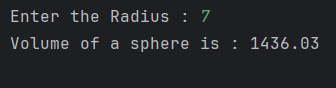 Enter the Radius : 7
Volume of a sphere is : 1436.03